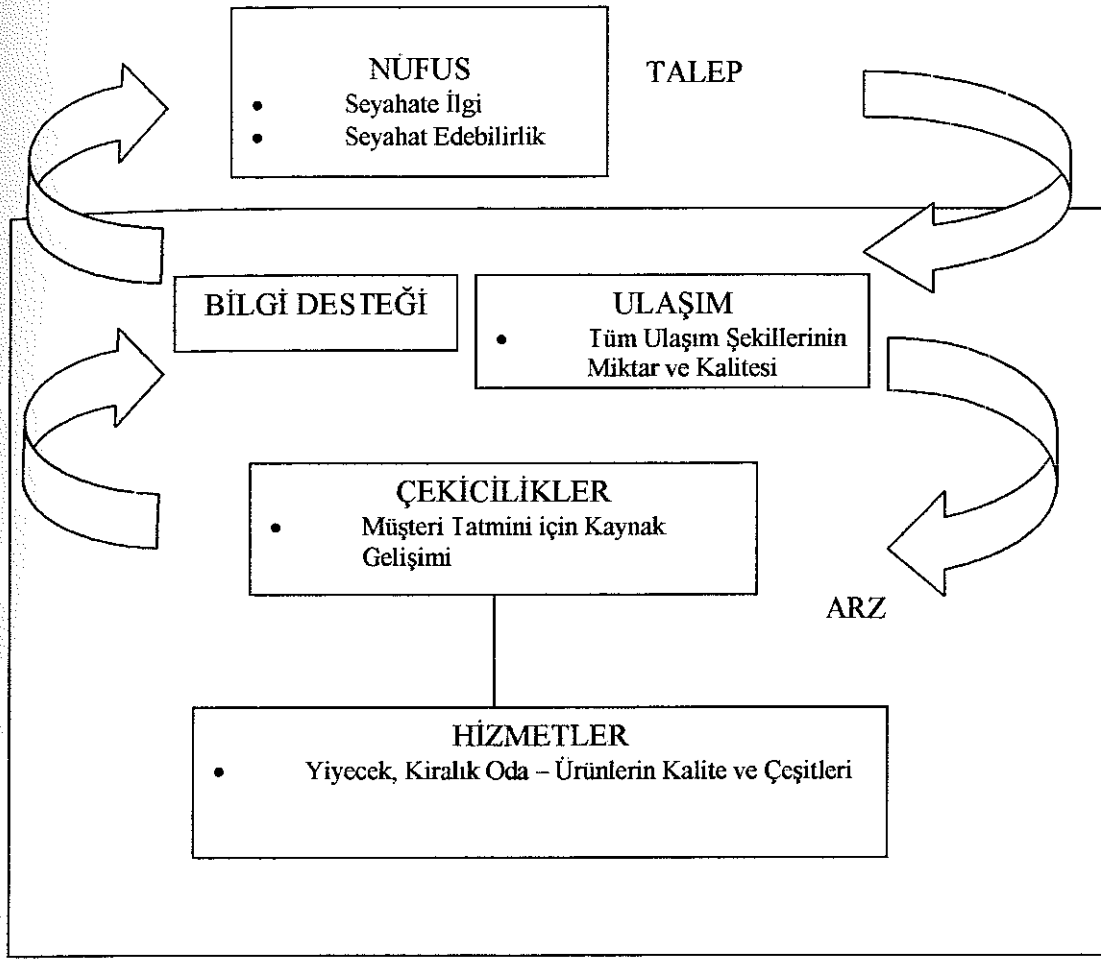 NÜFUS
TALEP
• Seyahate İlgi
• Seyahat Edebilirlik
BİLGİ DESTEĞİ
ULAŞIM
• Tüm Ulaşım Şekillerinin
Miktar ve Kalitesi
ÇEKİCİLİKLER
• Müşteri Tatmini için Kaynak
Gelişimi
ARZ
HİZMETLER
• Yiyecek, Kiralık Oda – Ürünlerin Kalite ve Çeşitleri